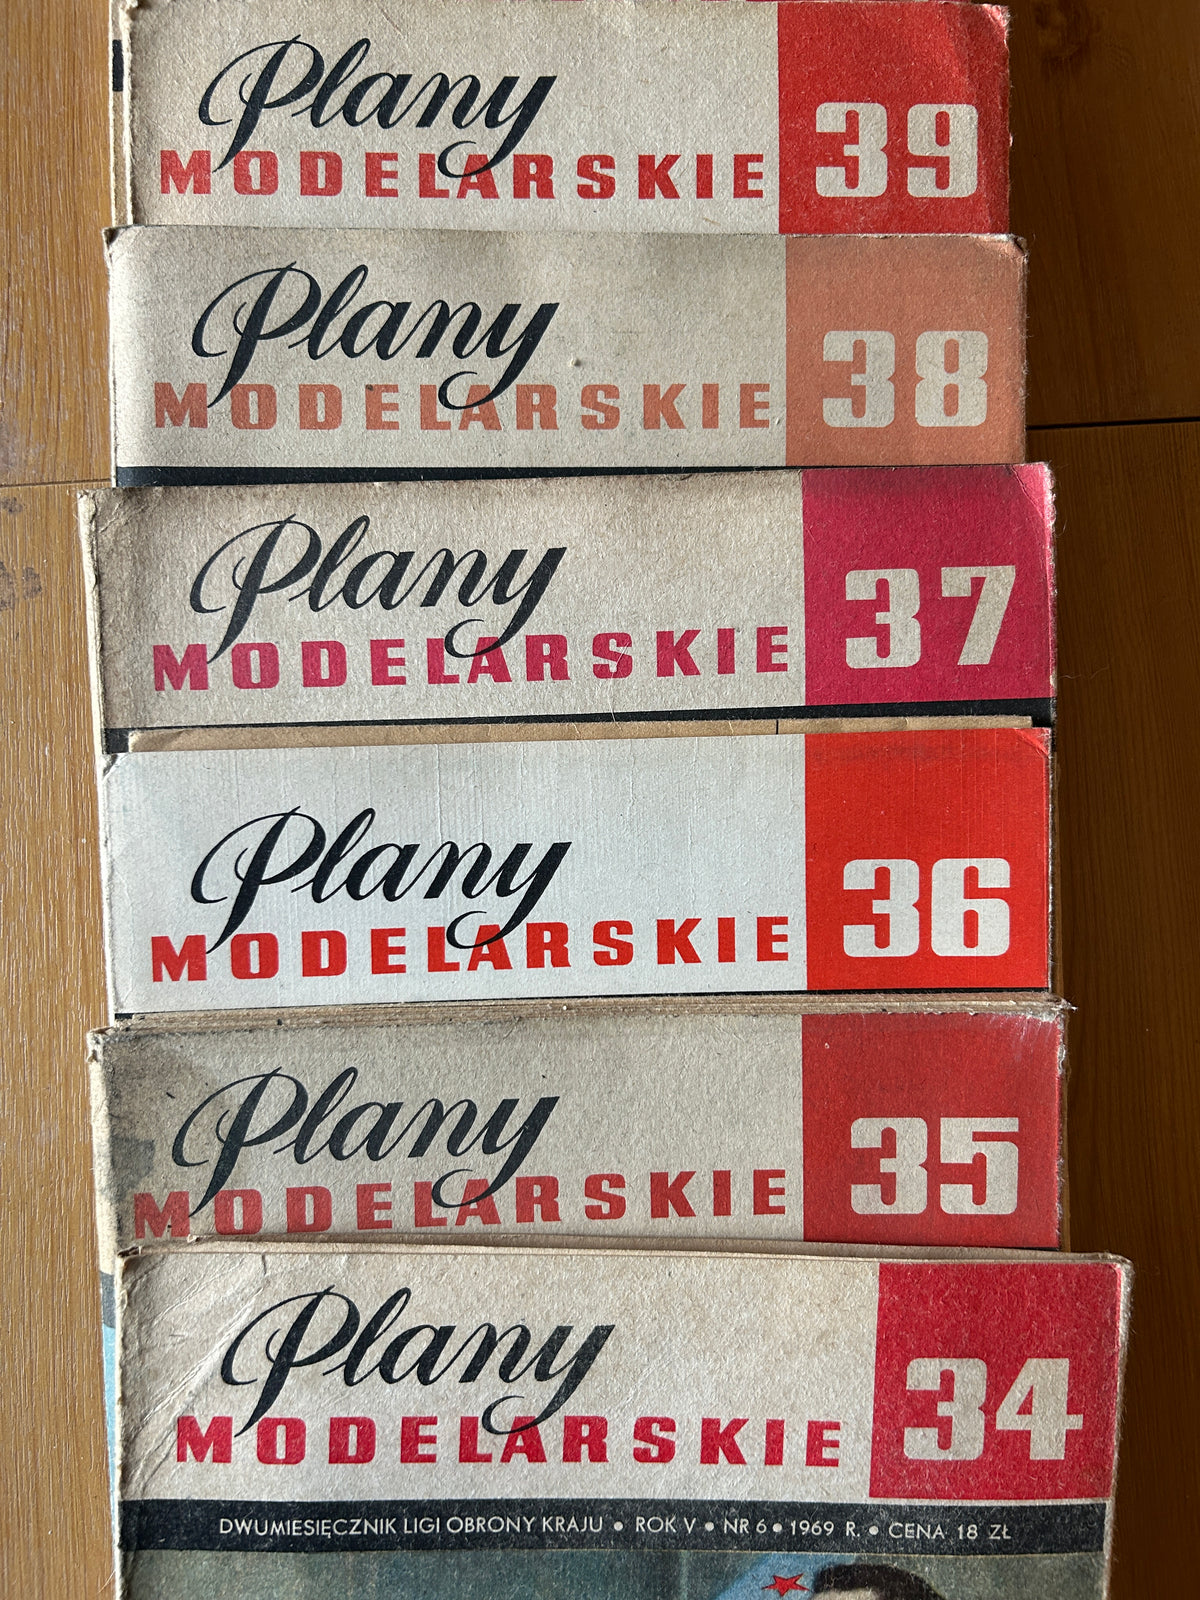 Plany
MODELARSKIE 39
Plany
MODELARSKIE 38
Plany
MODELARSKIE 37
Plany
MODELARSKIE 36
Plany
MODELARSKIE 35
Plany
MODELARSKIE 34
DWUMIESIĘCZNIK LIGI OBRONY KRAJU • ROK V • NR 6 • 1969 R. • CENA 18 ZŁ